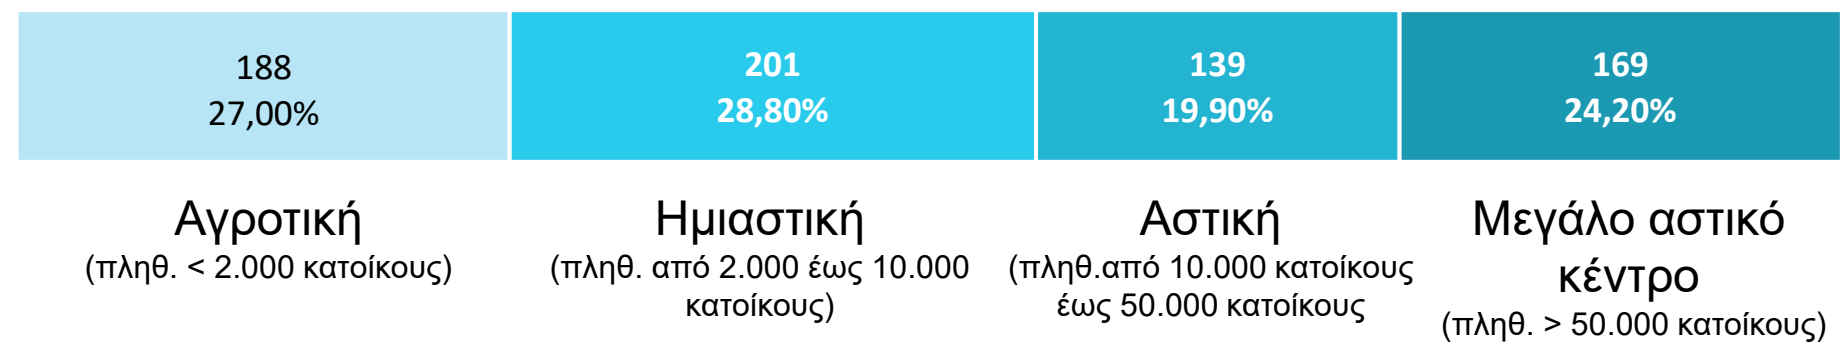 188
27,00%
201
28,80%
139
19,90%
169
24,20%
Αγροτική
(πληθ. < 2.000 κατοίκους)
Ημιαστική
(πληθ. από 2.000 έως 10.000
κατοίκους)
Αστική
(πληθ.από 10.000 κατοίκους
έως 50.000 κατοίκους
Μεγάλο αστικό
κέντρο
(πληθ. > 50.000 κατοίκους)